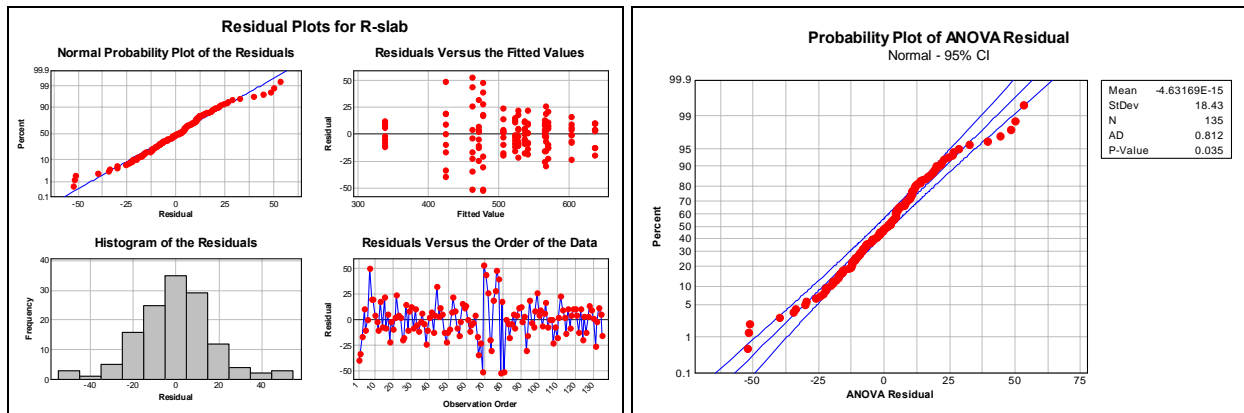 Residual Plots for R-slab
Normal Probability Plot of the Residuals
99.9
99
90
50
10
1
0.1
Percent
-50 -25 0 25 50
Residual
Residuals Versus the Fitted Values
50
25
0
-25
-50
Residual
300 400 500 600
Fitted Value
Histogram of the Residuals
40
30
20
10
0
Frequency
-40 -20 0 20 40
Residual
Residuals Versus the Order of the Data
50
25
0
-25
-50
Residual
1 10 20 30 40 50 60 70 80 90 100 110 120 130
Observation Order
Probability Plot of ANOVA Residual
Normal - 95% CI
99.9
99
95
90
80
70
60
50
40
30
20
10
5
1
0.1
Percent
-50 -25 0 25 50 75
ANOVA Residual
Mean -4.63169E-15
StDev 18.43
N 135
AD 0.812
P-Value 0.035